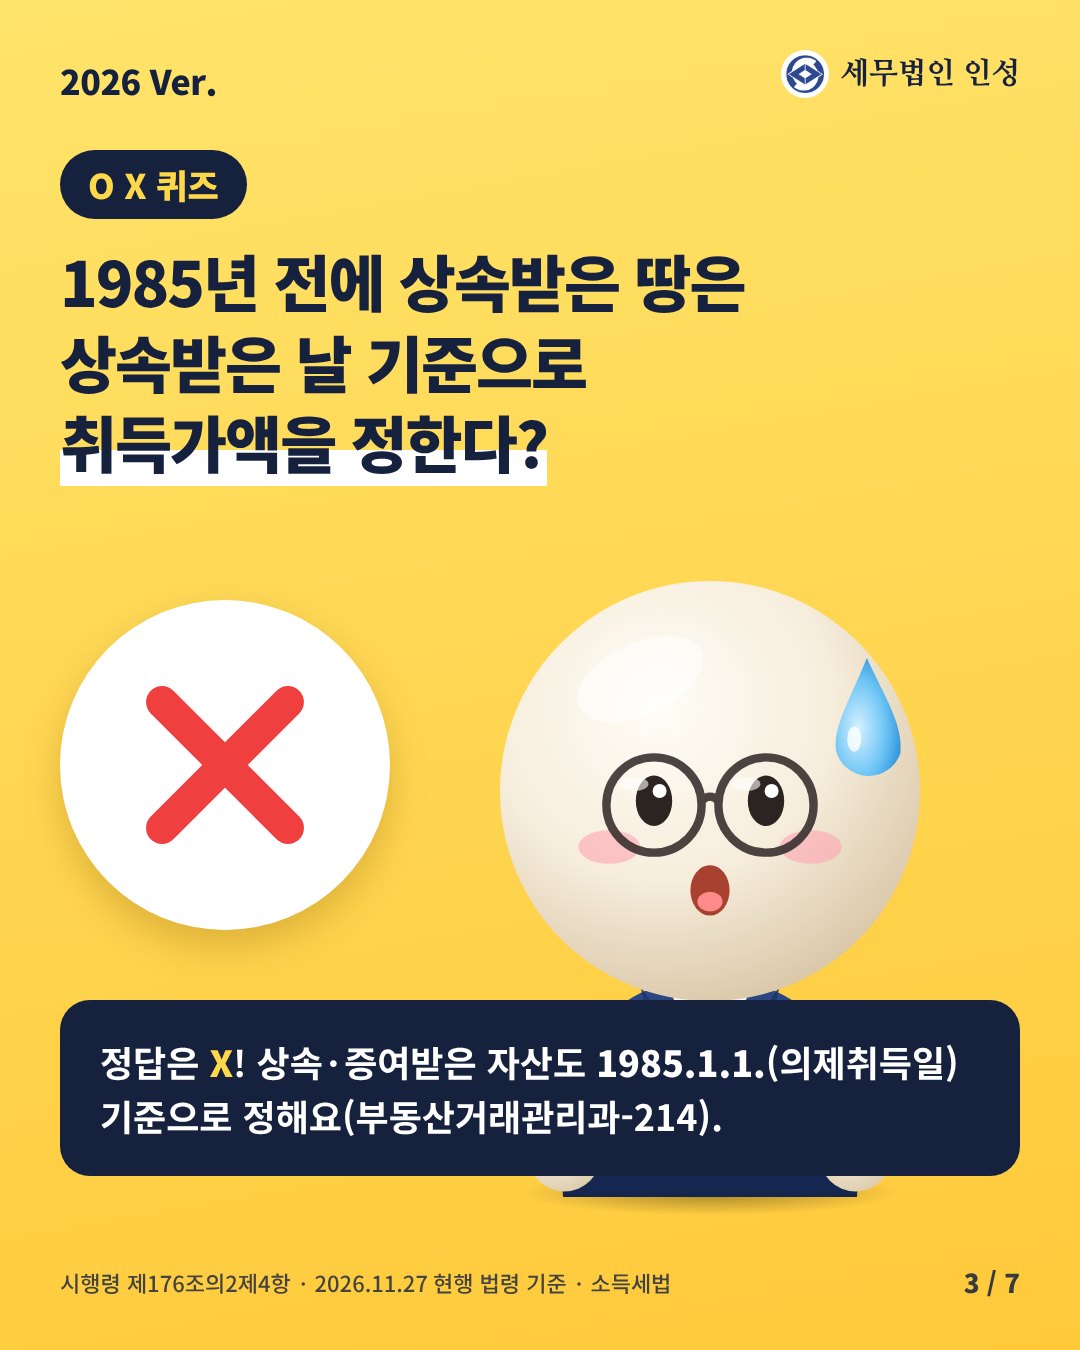 2026 Ver.
세무법인 인성
O X 퀴즈
1985년 전에 상속받은 땅은
상속받은 날 기준으로
취득가액을 정한다?
정답은 X! 상속·증여받은 자산도 1985.1.1.(의제취득일)
기준으로 정해요(부동산거래관리과-214).
시행령 제176조의2제4항 · 2026.11.27 현행 법령 기준 · 소득세법
3 / 7